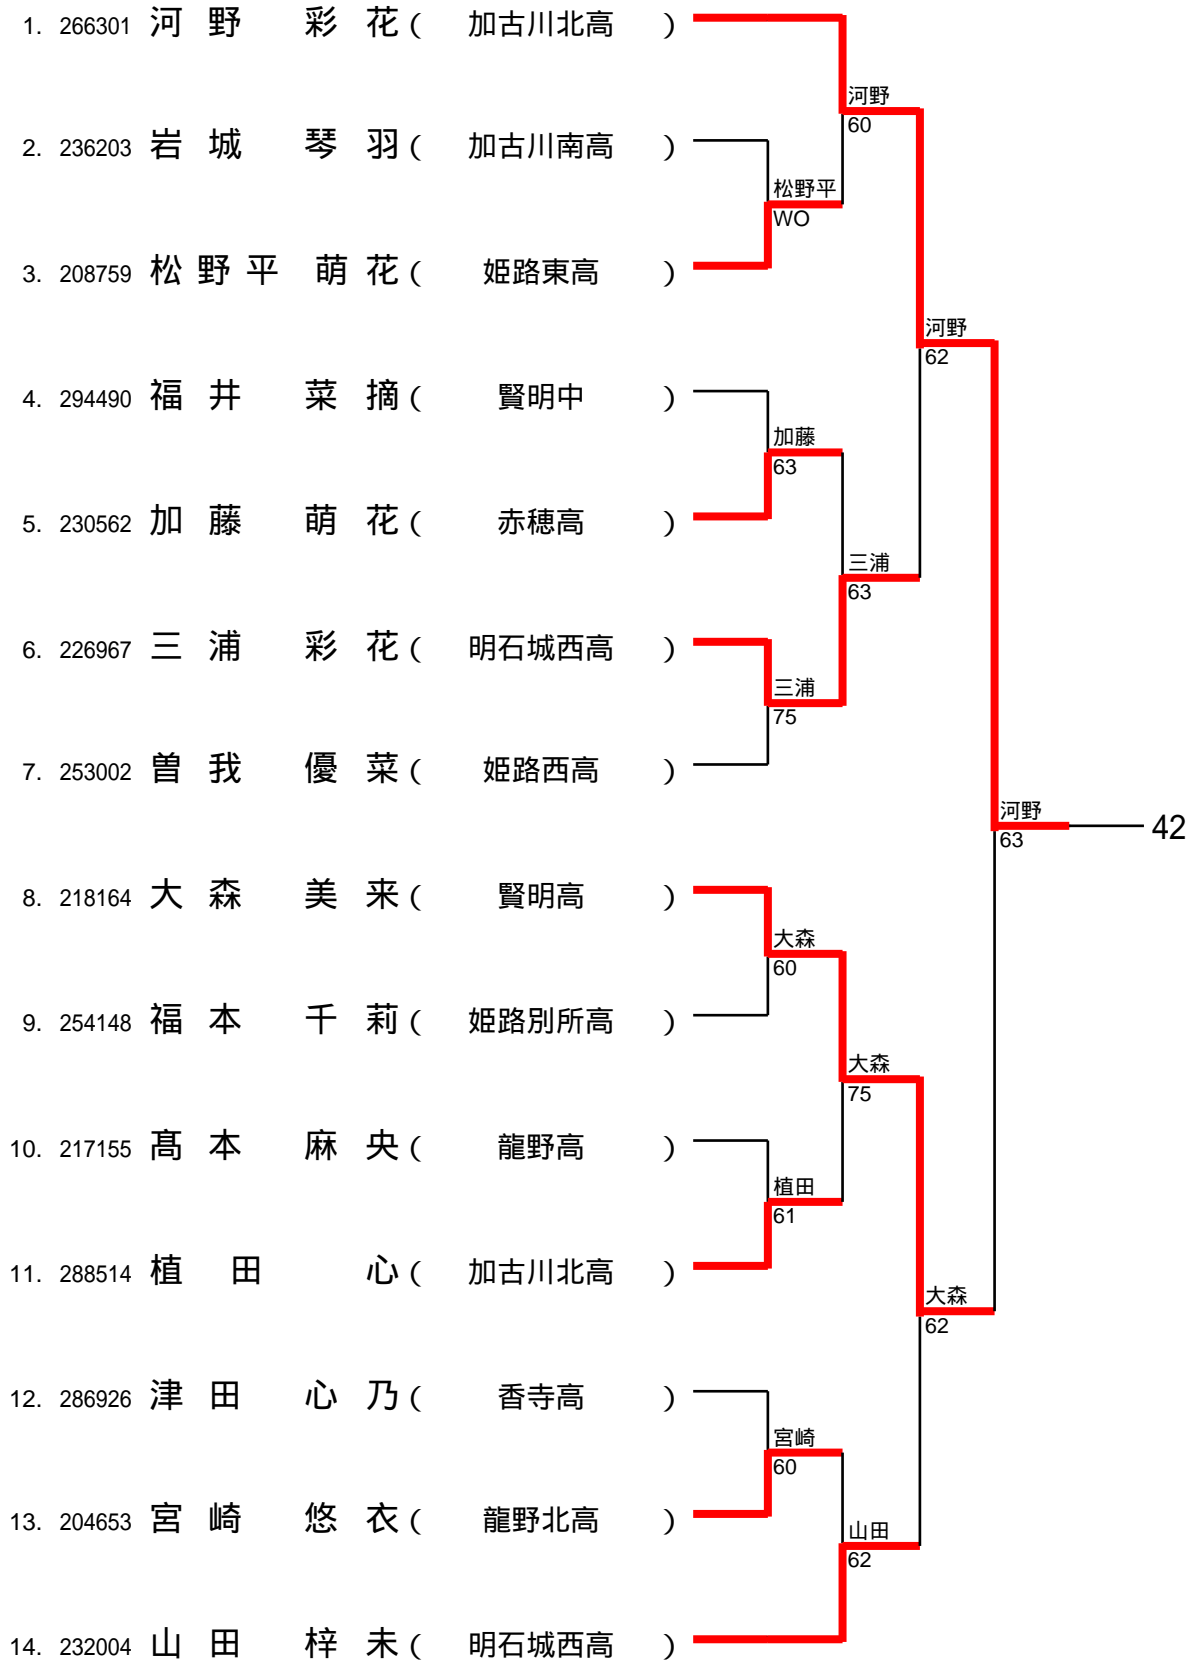 1. 266301 河野 彩花 ( 加古川北高 )
河野
60
2. 236203 岩城 琴羽 ( 加古川南高 )
松野平
WO
3. 208759 松野平 萌花 ( 姫路東高 )
河野
62
4. 294490 福井 菜摘 ( 賢明中 )
加藤
63
5. 230562 加藤 萌花 ( 赤穂高 )
三浦
63
6. 226967 三浦 彩花 ( 明石城西高 )
三浦
75
7. 253002 曽我 優菜 ( 姫路西高 )
河野
63
42
8. 218164 大森 美来 ( 賢明高 )
大森
60
9. 254148 福本 千莉 ( 姫路別所高 )
大森
75
10. 217155 髙本 麻央 ( 龍野高 )
植田
61
11. 288514 植田 心 ( 加古川北高 )
大森
62
12. 286926 津田 心乃 ( 香寺高 )
宮崎
60
13. 204653 宮崎 悠衣 ( 龍野北高 )
山田
62
14. 232004 山田 梓未 ( 明石城西高 )